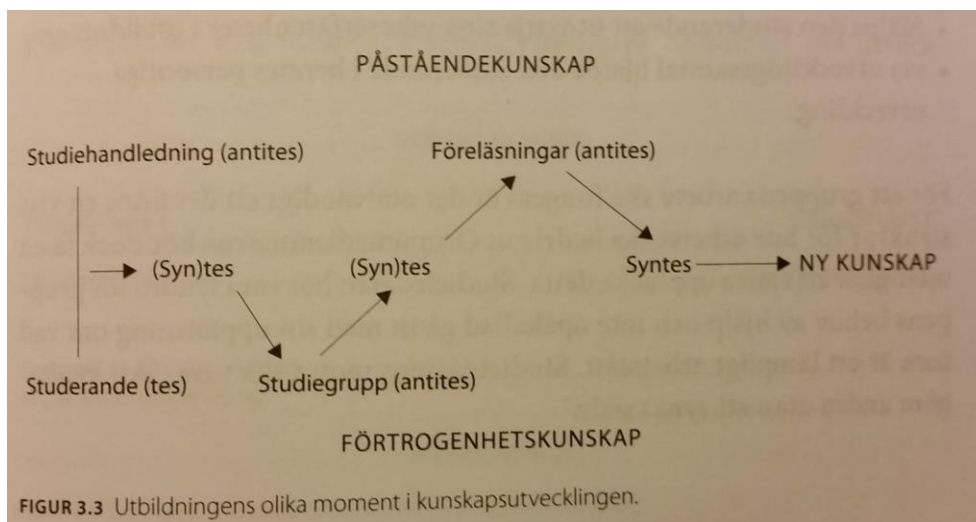 PÅSTÅENDEKUNSKAP
Studiehandledning (antites)
Föreläsningar (antites)
(Syn)tes
(Syn)tes
Syntes
NY KUNSKAP
Studerande (tes)
Studiegrupp (antites)
FÖRTROGENHETSKUNSKAP
FIGUR 3.3 Utbildningens olika moment i kunskapsutvecklingen.